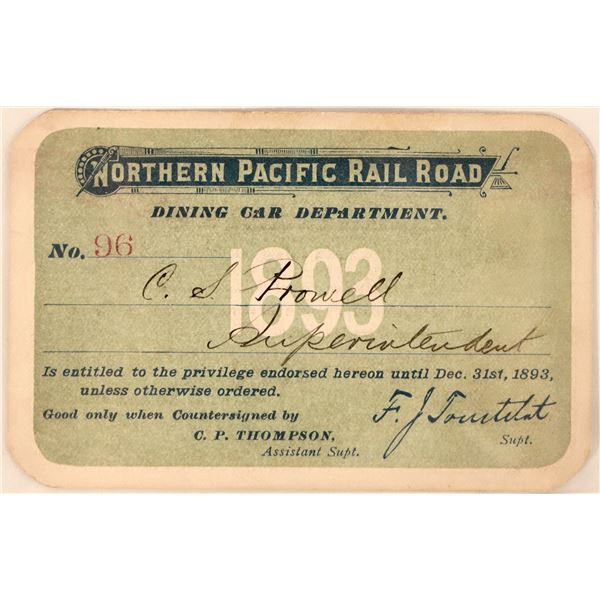 NORTHERN PACIFIC RAIL ROAD
DINING CAR DEPARTMENT.
No. 96
1893
C. S. Prowell
Superintendent
Is entitled to the privilege endorsed hereon until Dec. 31st, 1893,
unless otherwise ordered.
Good only when Countersigned by
C. P. THOMPSON,
Assistant Supt.
F. J.
Supt.